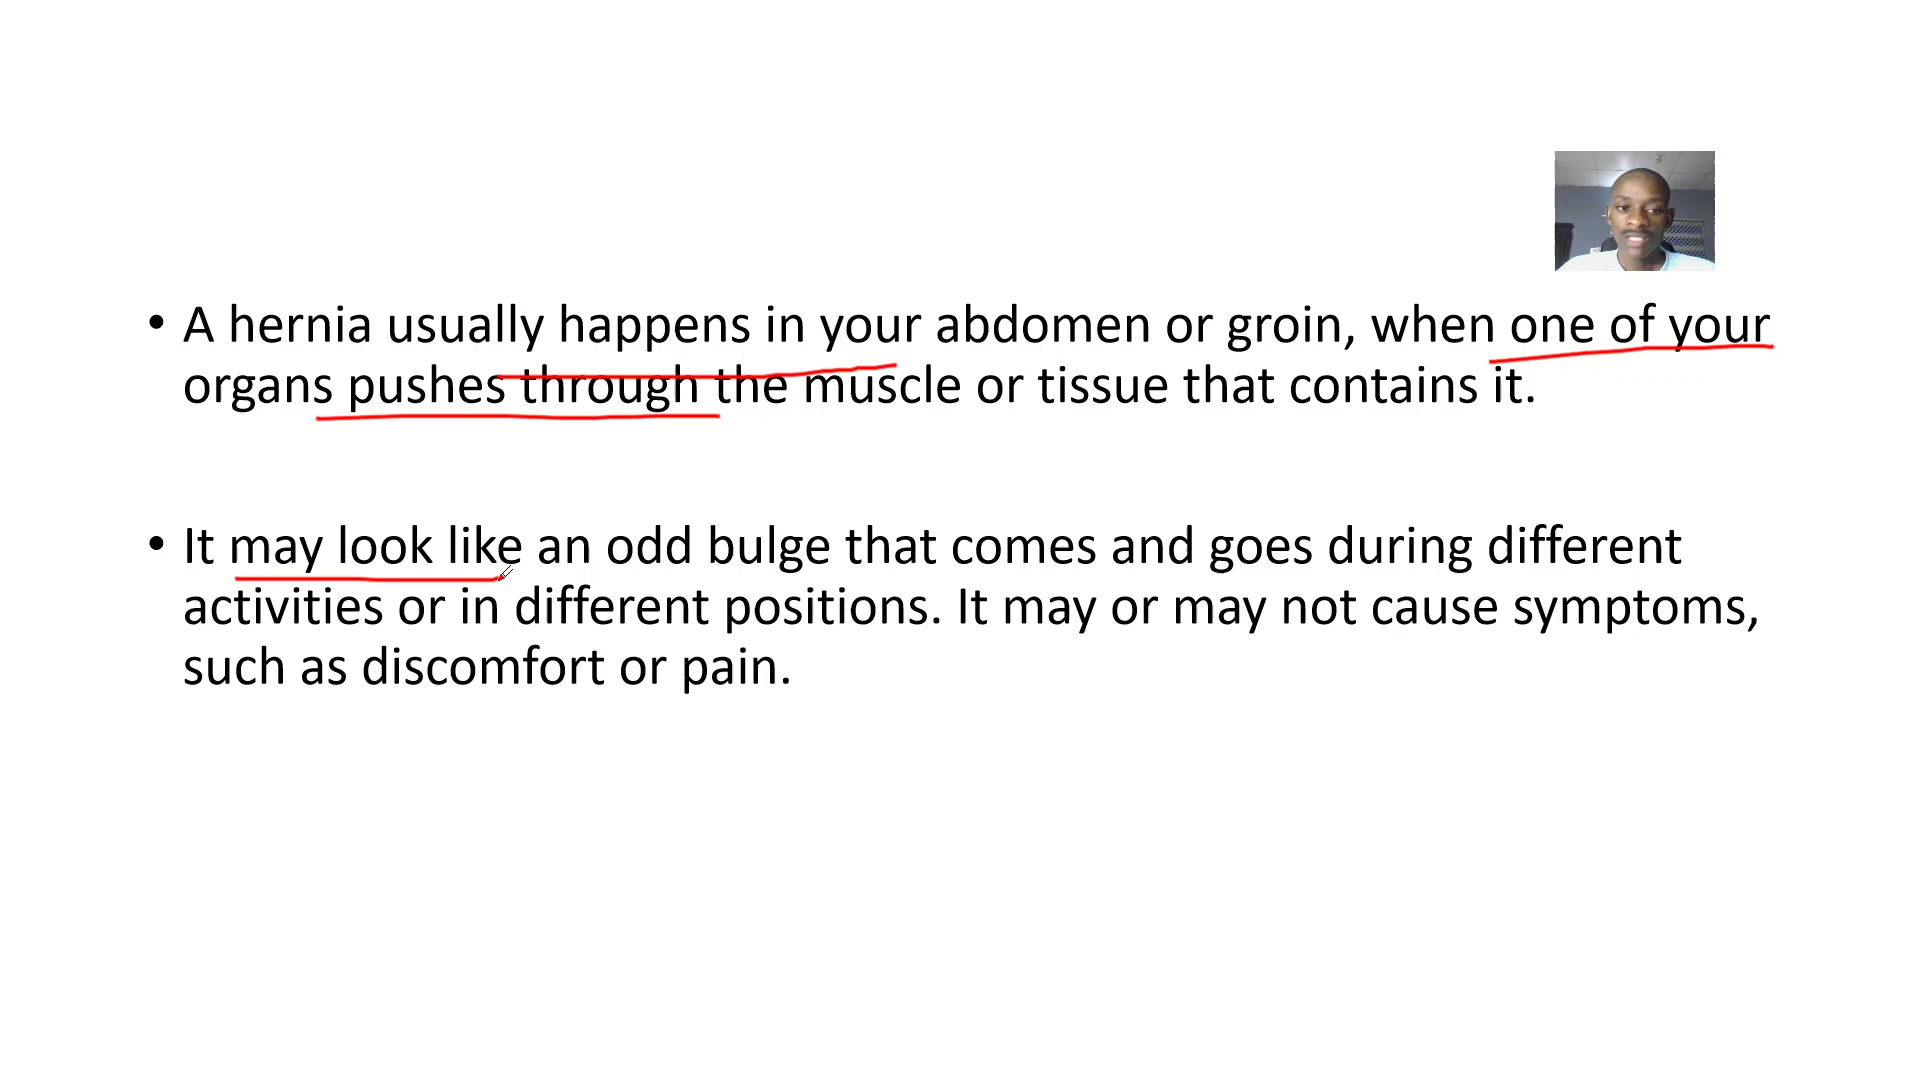 • A hernia usually happens in your abdomen or groin, when one of your
organs pushes through the muscle or tissue that contains it.
• It may look like an odd bulge that comes and goes during different
activities or in different positions. It may or may not cause symptoms,
such as discomfort or pain.